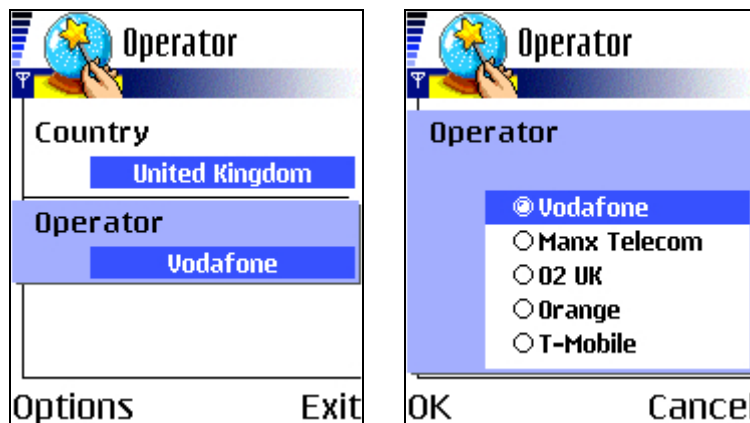 Operator
Country
United Kingdom
Operator
Vodafone
Options Exit
Operator
Operator
Vodafone
Manx Telecom
O2 UK
Orange
T-Mobile
OK Cancel